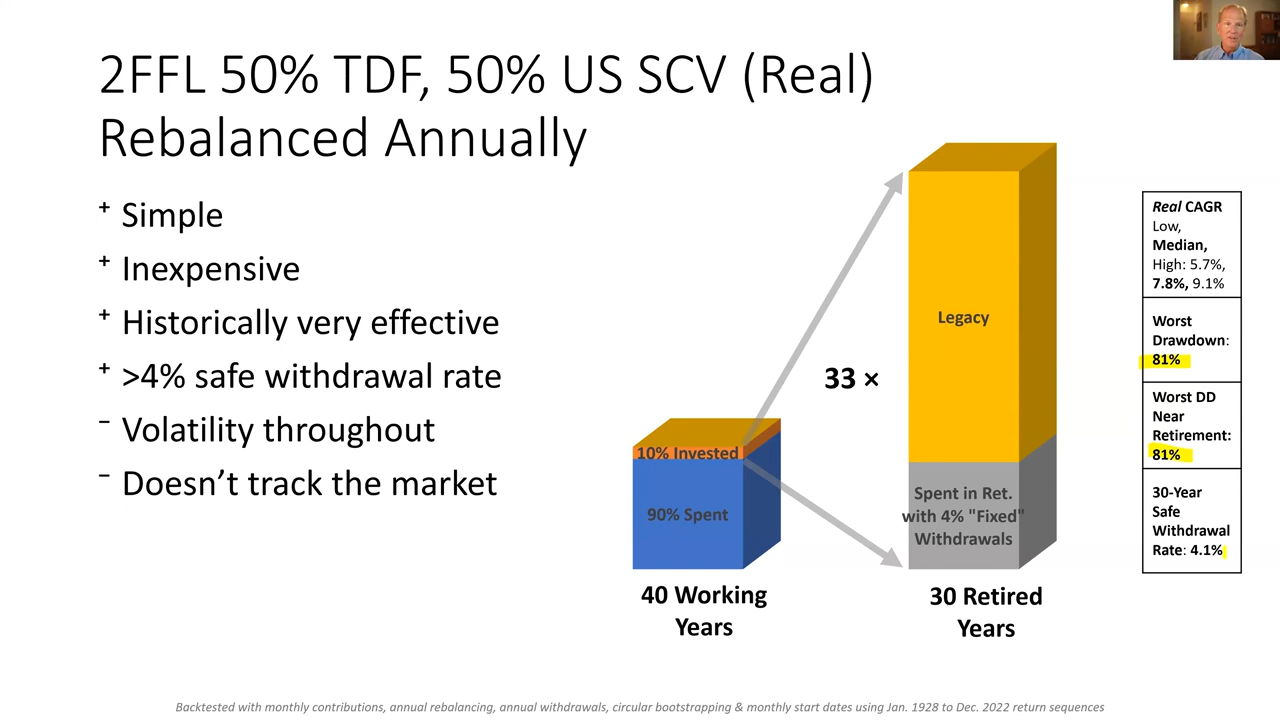 2FFL 50% TDF, 50% US SCV (Real)
Rebalanced Annually
+ Simple
+ Inexpensive
+ Historically very effective
+ >4% safe withdrawal rate
− Volatility throughout
− Doesn’t track the market
10% Invested
90% Spent
40 Working
Years
33 ×
Legacy
Spent in Ret.
with 4% "Fixed"
Withdrawals
30 Retired
Years
Real CAGR
Low,
Median,
High: 5.7%,
7.8%, 9.1%
Worst
Drawdown:
81%
Worst DD
Near
Retirement:
81%
30-Year
Safe
Withdrawal
Rate: 4.1%
Backtested with monthly contributions, annual rebalancing, annual withdrawals, circular bootstrapping & monthly start dates using Jan. 1928 to Dec. 2022 return sequences